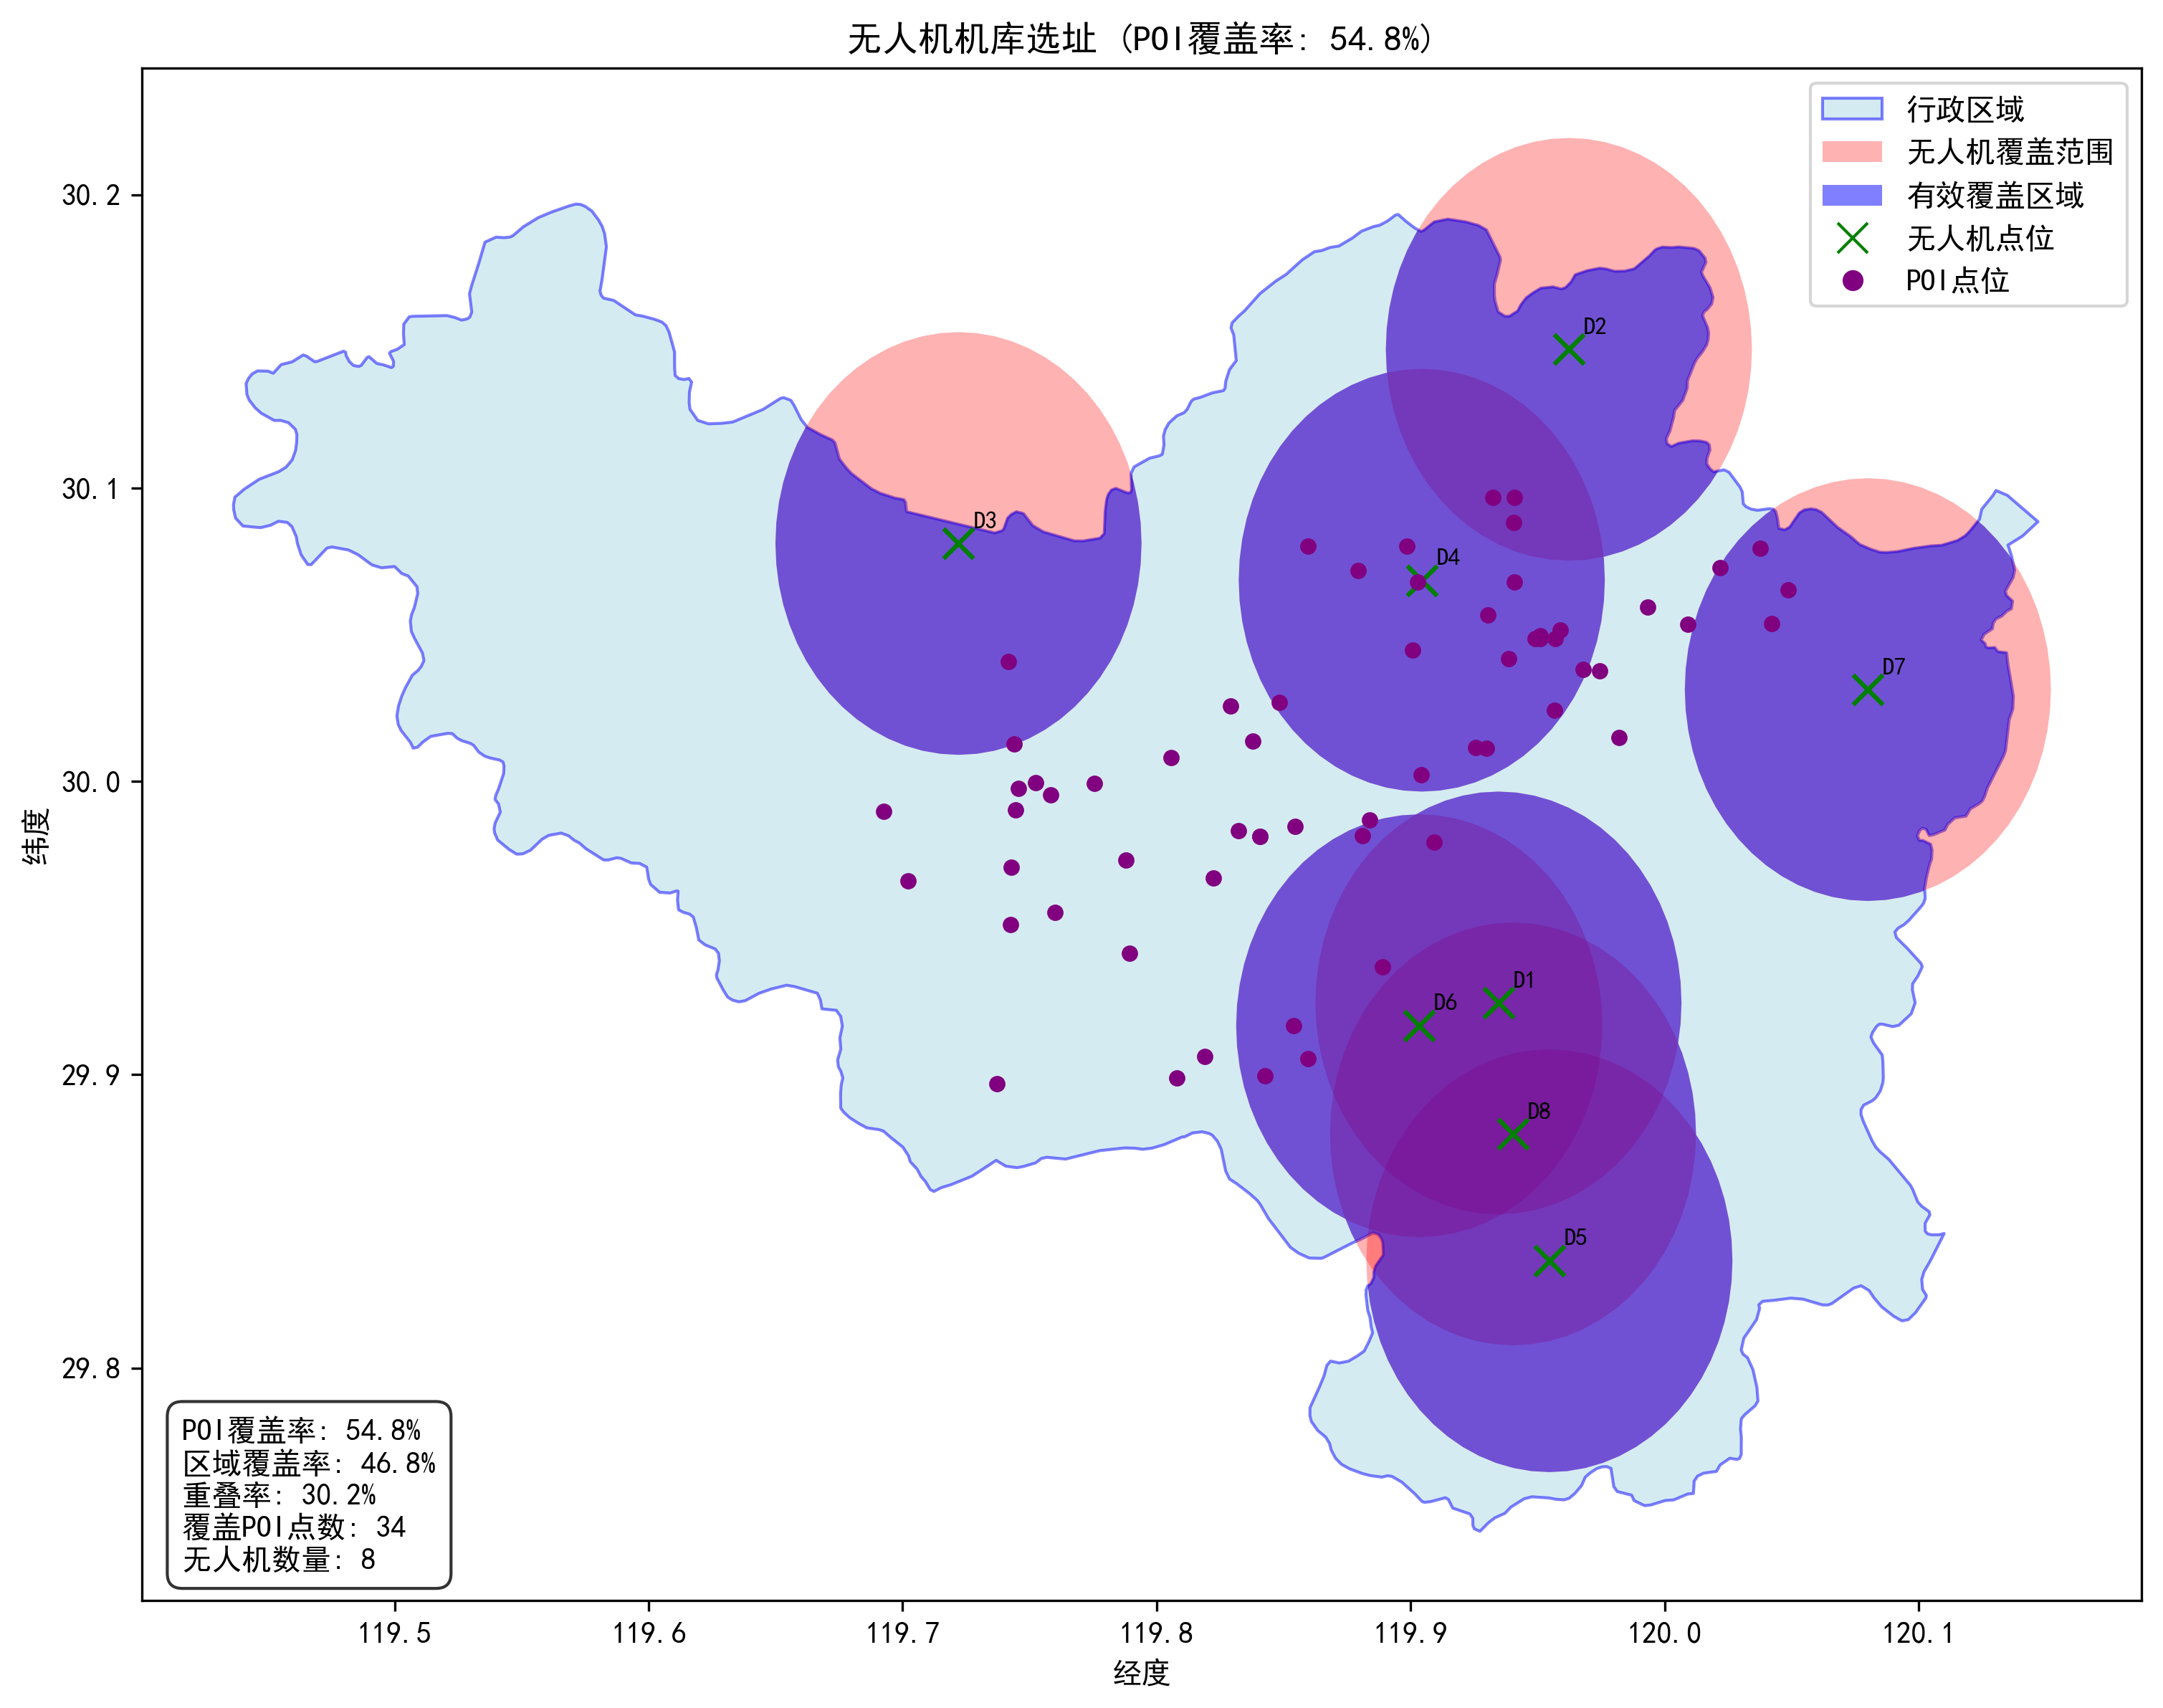 无人机机库选址 (POI覆盖率: 54.8%)
行政区域
无人机覆盖范围
有效覆盖区域
无人机点位
POI点位
30.2
30.1
30.0
29.9
29.8
纬度
D2
D3
D4
D7
D1
D6
D8
D5
POI覆盖率: 54.8%
区域覆盖率: 46.8%
重叠率: 30.2%
覆盖POI点数: 34
无人机数量: 8
119.5
119.6
119.7
119.8
119.9
120.0
120.1
经度